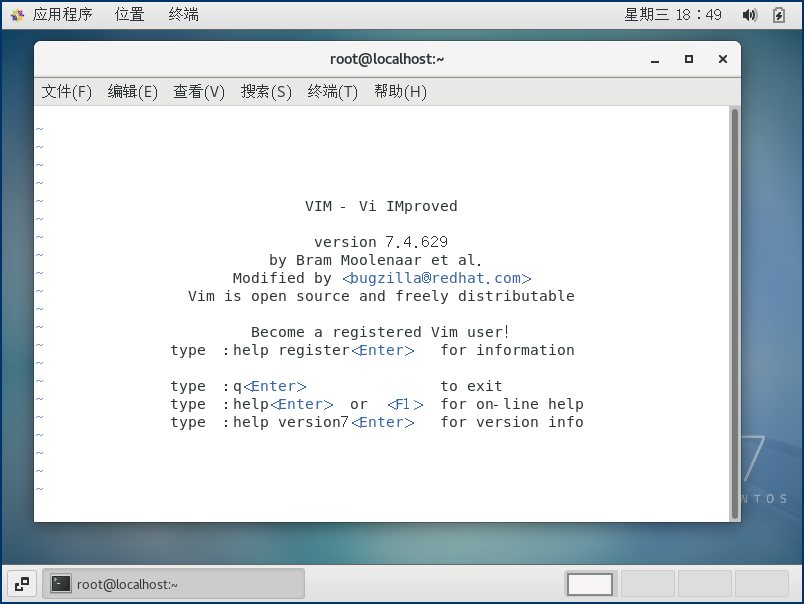 应用程序 位置 终端 星期三 18：49
root@localhost:~
文件(F) 编辑(E) 查看(V) 搜索(S) 终端(T) 帮助(H)
~
~
~
~
~ VIM - Vi IMproved
~
~ version 7.4.629
~ by Bram Moolenaar et al.
~ Modified by <bugzilla@redhat.com>
~ Vim is open source and freely distributable
~
~ Become a registered Vim user!
~ type :help register<Enter> for information
~
~ type :q<Enter> to exit
~ type :help<Enter> or <F1> for on-line help
~ type :help version7<Enter> for version info
~
~
~
~
7
NTOS
root@localhost:~